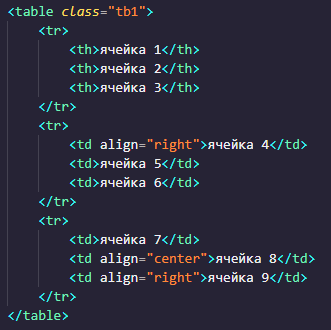 <table class="tb1">
    <tr>
        <th>ячейка 1</th>
        <th>ячейка 2</th>
        <th>ячейка 3</th>
    </tr>
    <tr>
        <td align="right">ячейка 4</td>
        <td>ячейка 5</td>
        <td>ячейка 6</td>
    </tr>
    <tr>
        <td>ячейка 7</td>
        <td align="center">ячейка 8</td>
        <td align="right">ячейка 9</td>
    </tr>
</table>